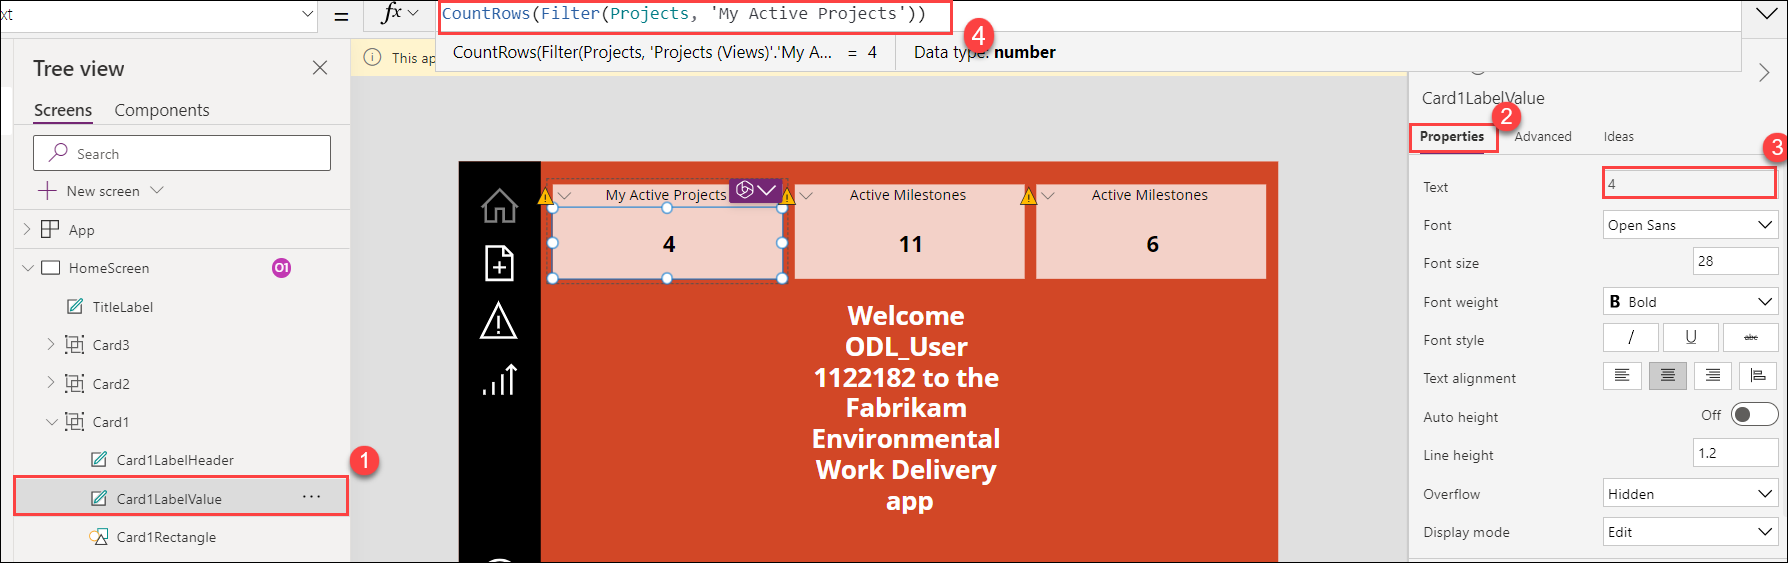 xt
=
fx
CountRows(Filter(Projects, 'My Active Projects'))
4
CountRows(Filter(Projects, 'Projects (Views)'.'My A... = 4
Data type: number
This ap
Tree view
Screens
Components
Search
New screen
App
HomeScreen
O1
TitleLabel
Card3
Card2
Card1
Card1LabelHeader
1
Card1LabelValue
...
Card1Rectangle
My Active Projects
4
Active Milestones
11
Active Milestones
6
Welcome
ODL_User
1122182 to the
Fabrikam
Environmental
Work Delivery
app
Card1LabelValue
2
Properties
Advanced
Ideas
3
Text
4
Font
Open Sans
Font size
28
Font weight
B Bold
Font style
/
U
abc
Text alignment
Auto height
Off
Line height
1.2
Overflow
Hidden
Display mode
Edit